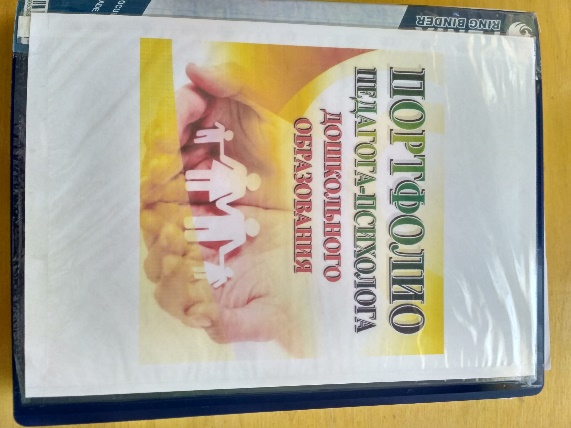 ПОРТФОЛИО
ПЕДАГОГА-ПСИХОЛОГА
ДОШКОЛЬНОГО
ОБРАЗОВАНИЯ
RING BINDER